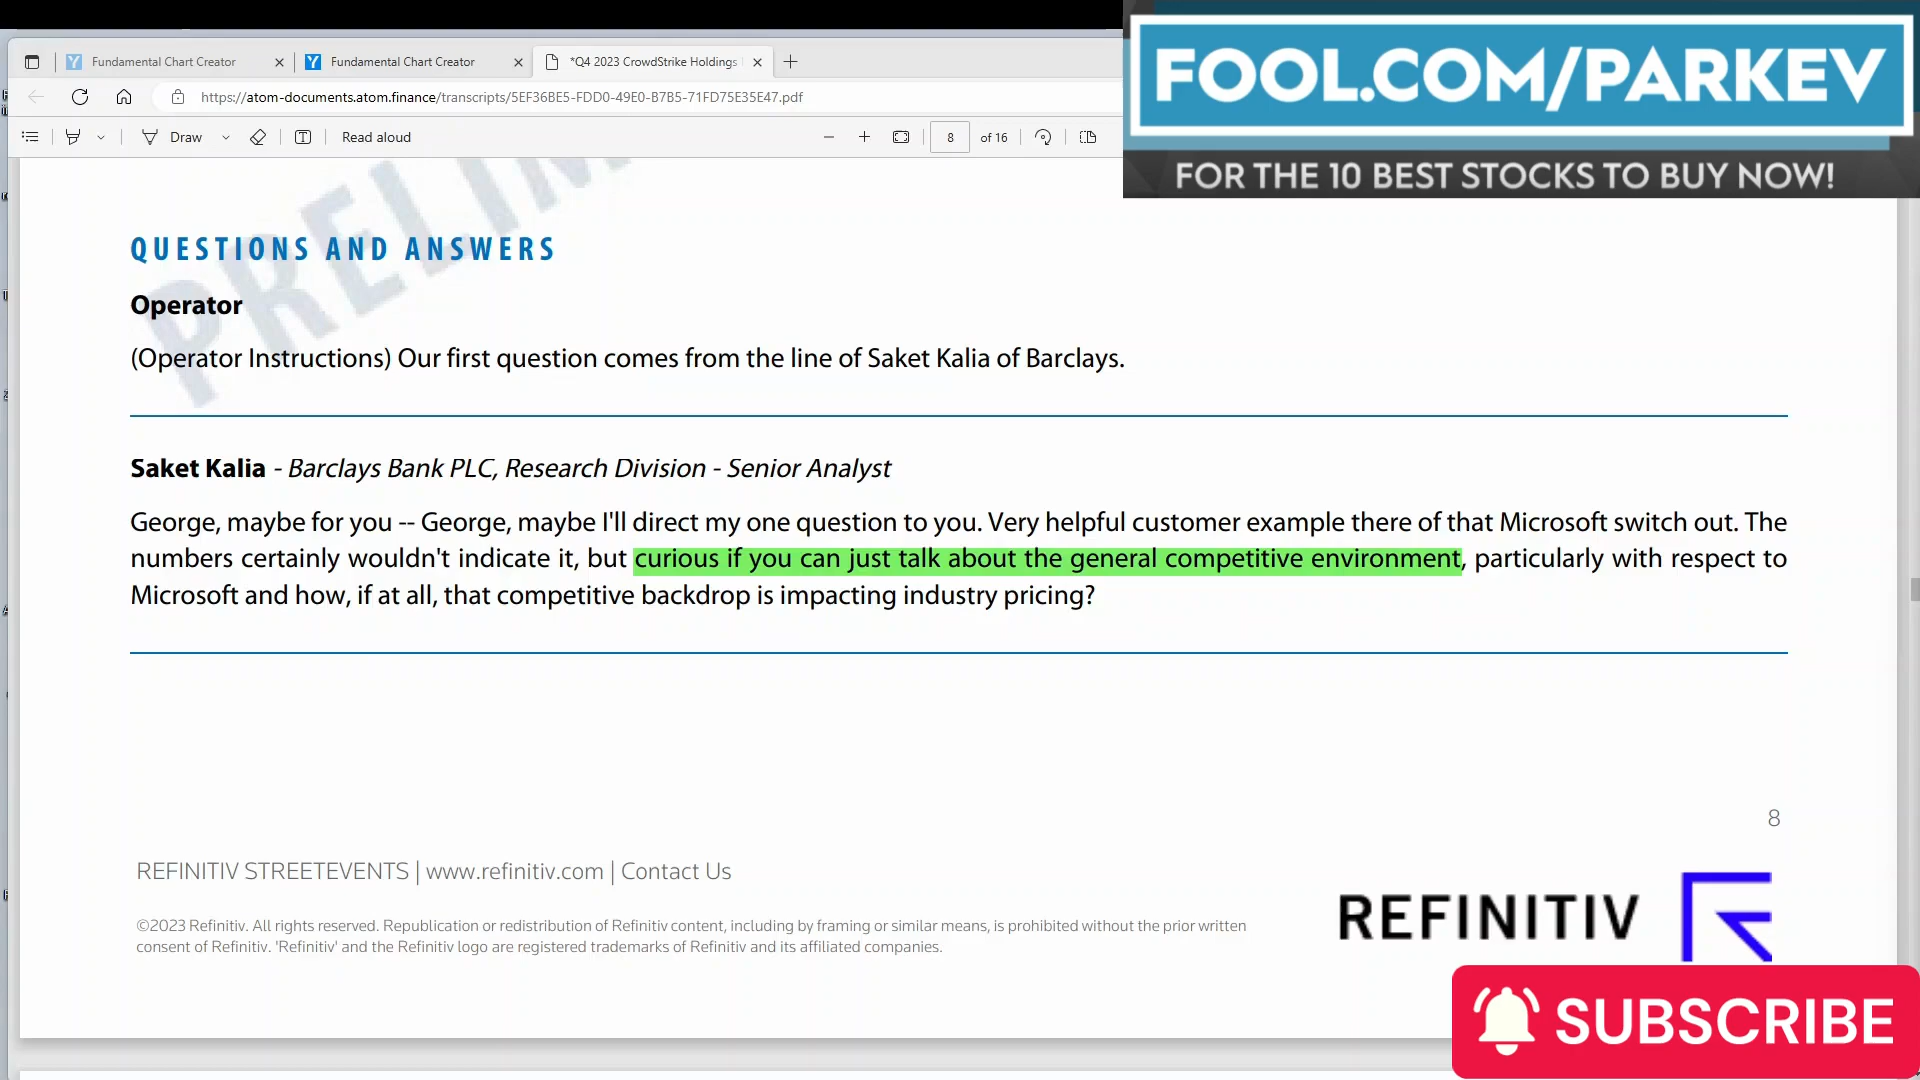 FOOL.COM/PARKEV
FOR THE 10 BEST STOCKS TO BUY NOW!
Fundamental Chart Creator
Fundamental Chart Creator
*Q4 2023 CrowdStrike Holdings
https://atom-documents.atom.finance/transcripts/5EF36BE5-FDD0-49E0-B7B5-71FD75E35E47.pdf
Draw
Read aloud
8 of 16
PRELIM
QUESTIONS AND ANSWERS
Operator
(Operator Instructions) Our first question comes from the line of Saket Kalia of Barclays.
Saket Kalia - Barclays Bank PLC, Research Division - Senior Analyst
George, maybe for you -- George, maybe I'll direct my one question to you. Very helpful customer example there of that Microsoft switch out. The
numbers certainly wouldn't indicate it, but curious if you can just talk about the general competitive environment, particularly with respect to
Microsoft and how, if at all, that competitive backdrop is impacting industry pricing?
8
REFINITIV STREETEVENTS | www.refinitiv.com | Contact Us
©2023 Refinitiv. All rights reserved. Republication or redistribution of Refinitiv content, including by framing or similar means, is prohibited without the prior written
consent of Refinitiv. 'Refinitiv' and the Refinitiv logo are registered trademarks of Refinitiv and its affiliated companies.
REFINITIV
SUBSCRIBE